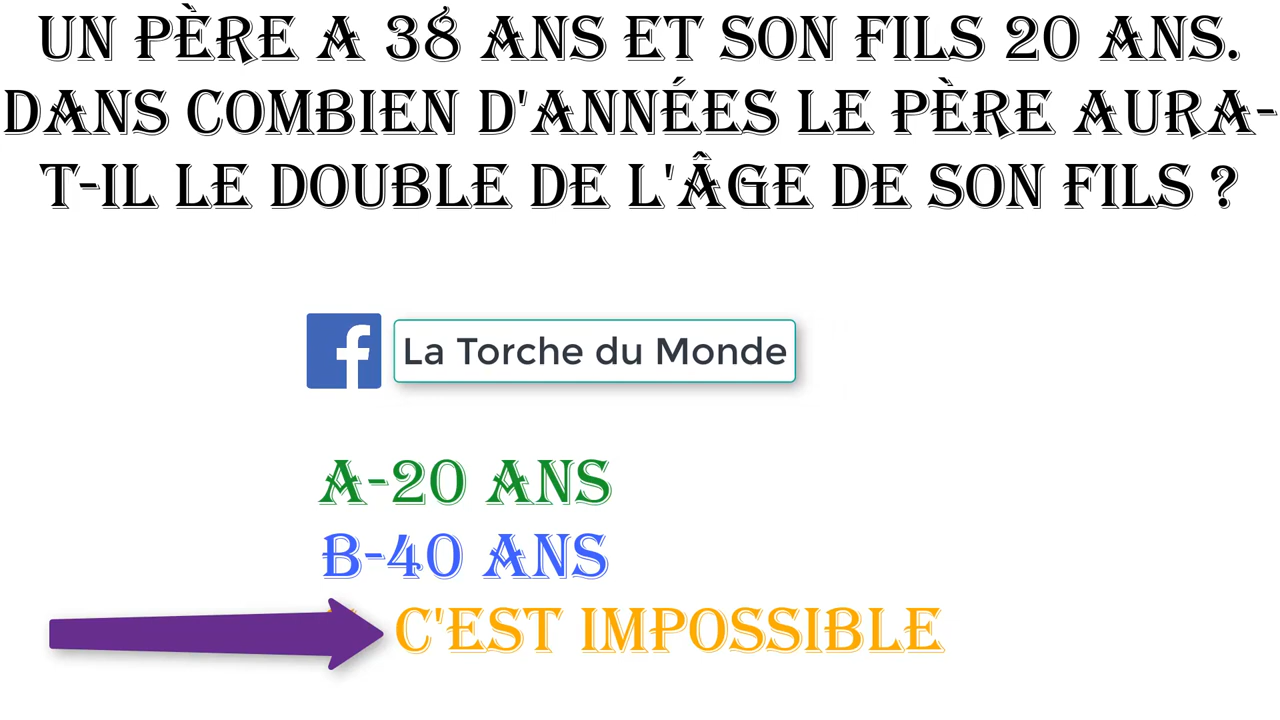 UN PÈRE A 38 ANS ET SON FILS 20 ANS.
DANS COMBIEN D'ANNÉES LE PÈRE AURA-
T-IL LE DOUBLE DE L'ÂGE DE SON FILS ?
La Torche du Monde
A-20 ANS
B-40 ANS
C'EST IMPOSSIBLE